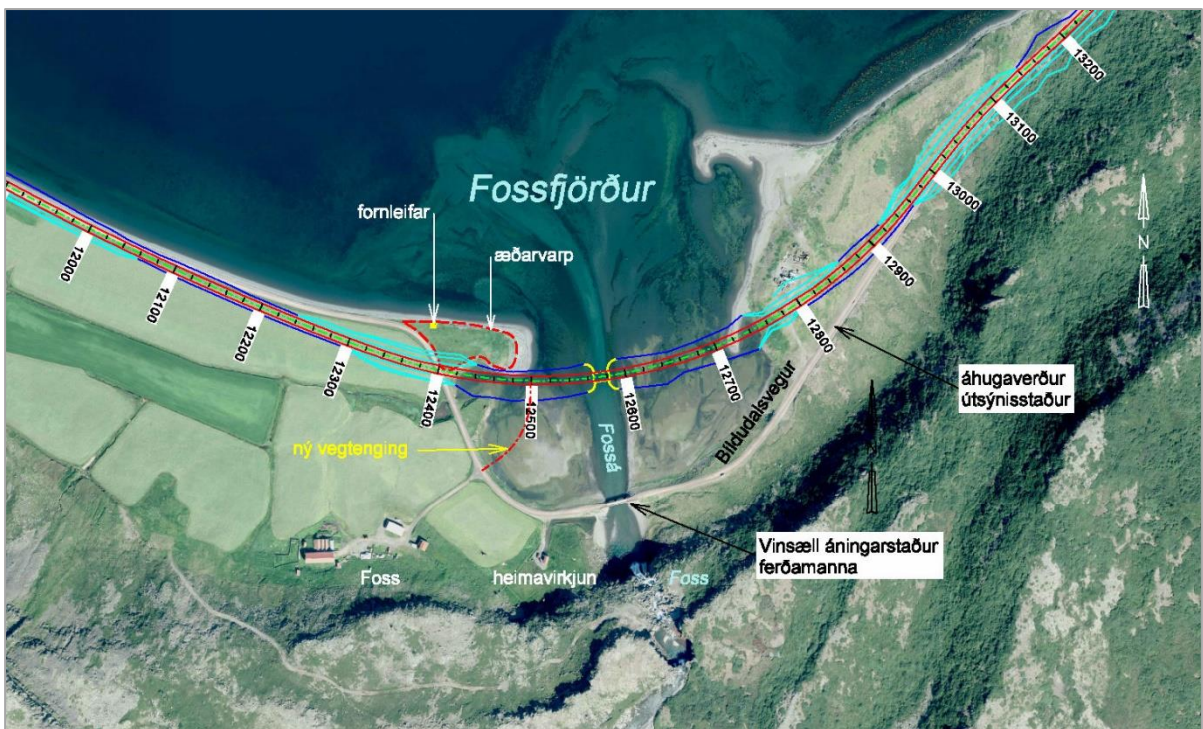 13200
13100
Fossfjörður
fornleifar
13000
N
12000
æðarvarp
12900
12100
12200
12800
12300
12700
áhugaverður
útsýnisstaður
12400
12500
12600
Bíldudalsvegur
ný vegtenging
Fossá
N
Vinsæll áningarstaður
ferðamanna
Foss
heimavirkjun
Foss